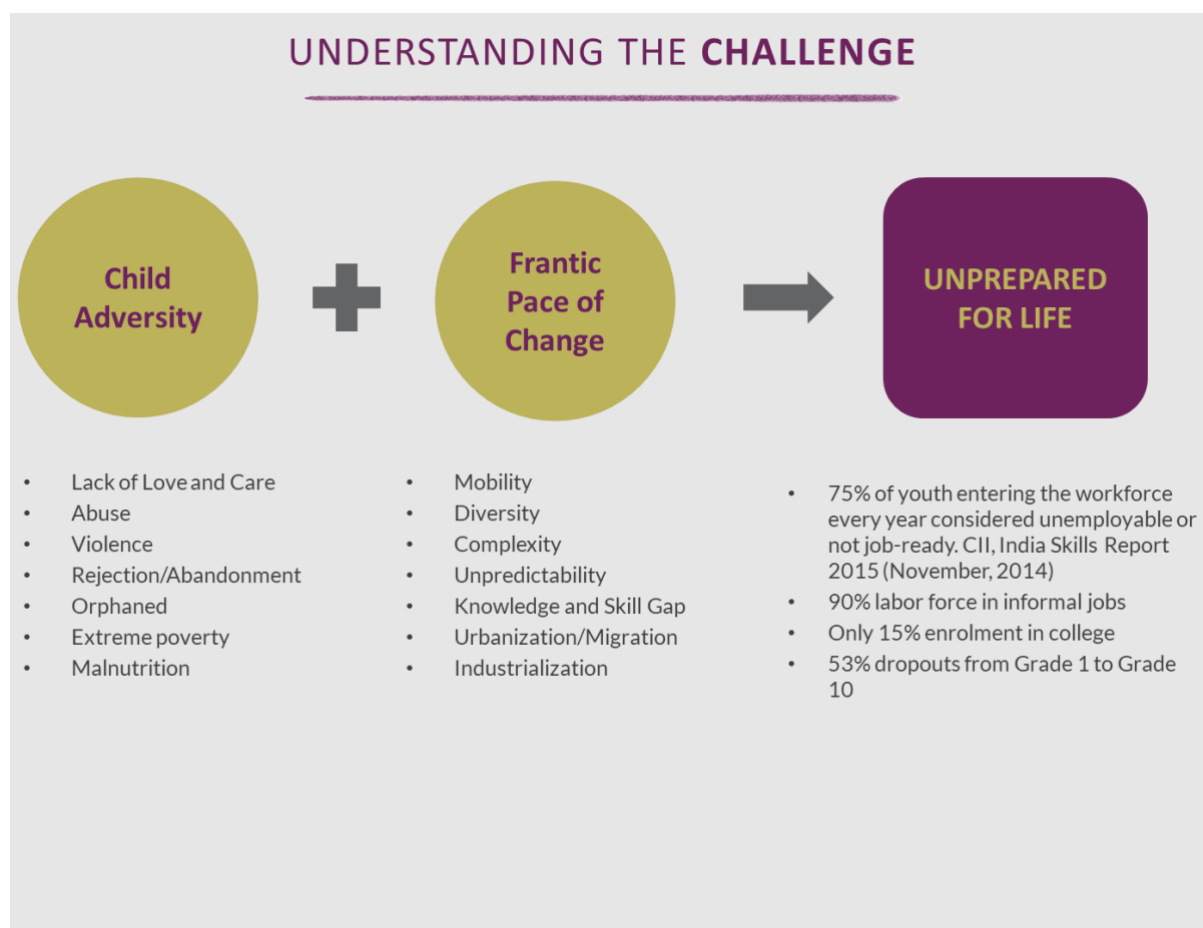 UNDERSTANDING THE CHALLENGE
Child
Adversity
Frantic
Pace of
Change
UNPREPARED
FOR LIFE
• Lack of Love and Care
• Abuse
• Violence
• Rejection/Abandonment
• Orphaned
• Extreme poverty
• Malnutrition
• Mobility
• Diversity
• Complexity
• Unpredictability
• Knowledge and Skill Gap
• Urbanization/Migration
• Industrialization
• 75% of youth entering the workforce
every year considered unemployable or
not job-ready. CII, India Skills Report
2015 (November, 2014)
• 90% labor force in informal jobs
• Only 15% enrolment in college
• 53% dropouts from Grade 1 to Grade
10